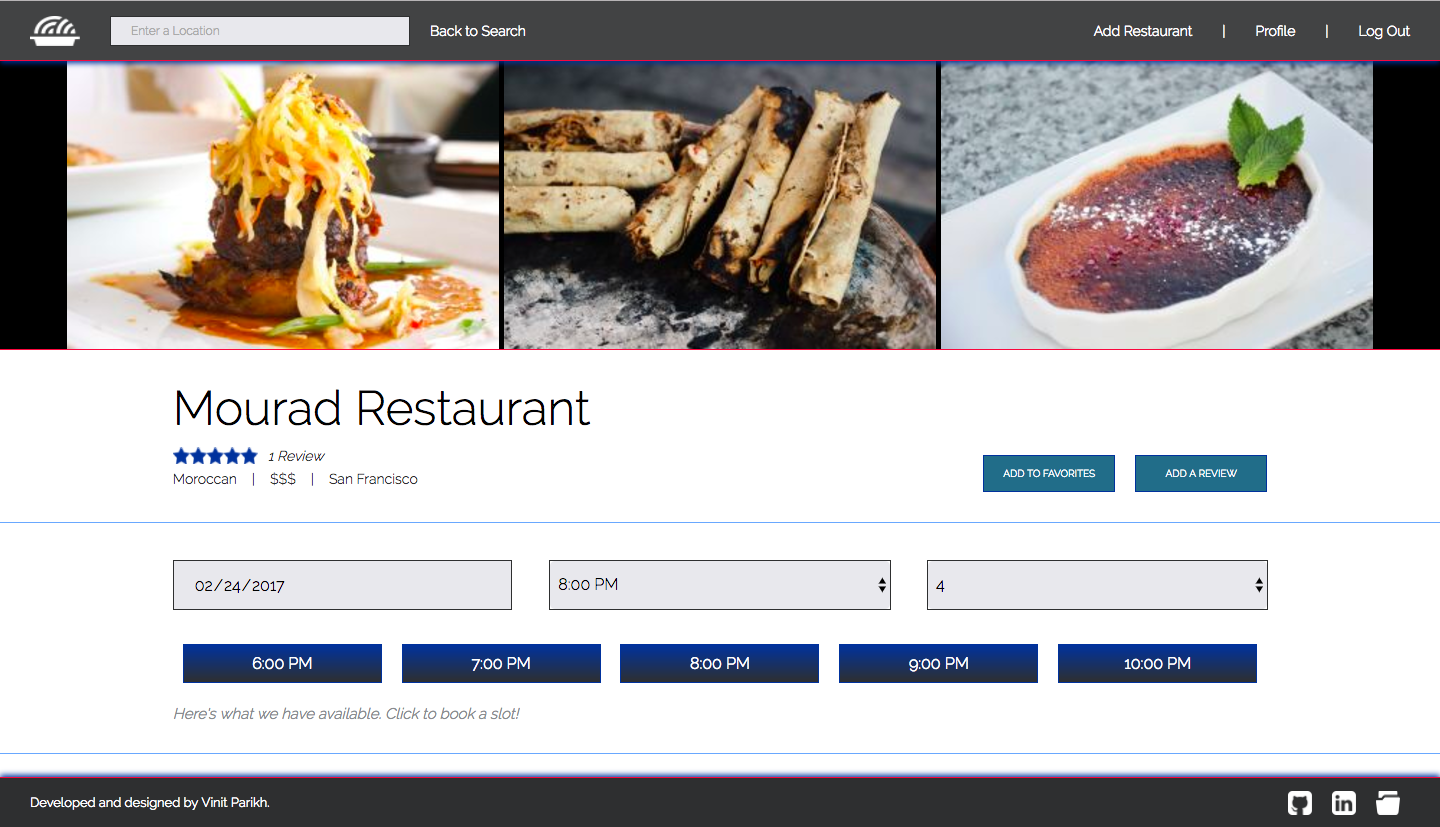 Enter a Location
Back to Search
Add Restaurant | Profile | Log Out
Mourad Restaurant
1 Review
Moroccan | $$$ | San Francisco
ADD TO FAVORITES
ADD A REVIEW
02/24/2017
8:00 PM
4
6:00 PM
7:00 PM
8:00 PM
9:00 PM
10:00 PM
Here's what we have available. Click to book a slot!
Developed and designed by Vinit Parikh.
in